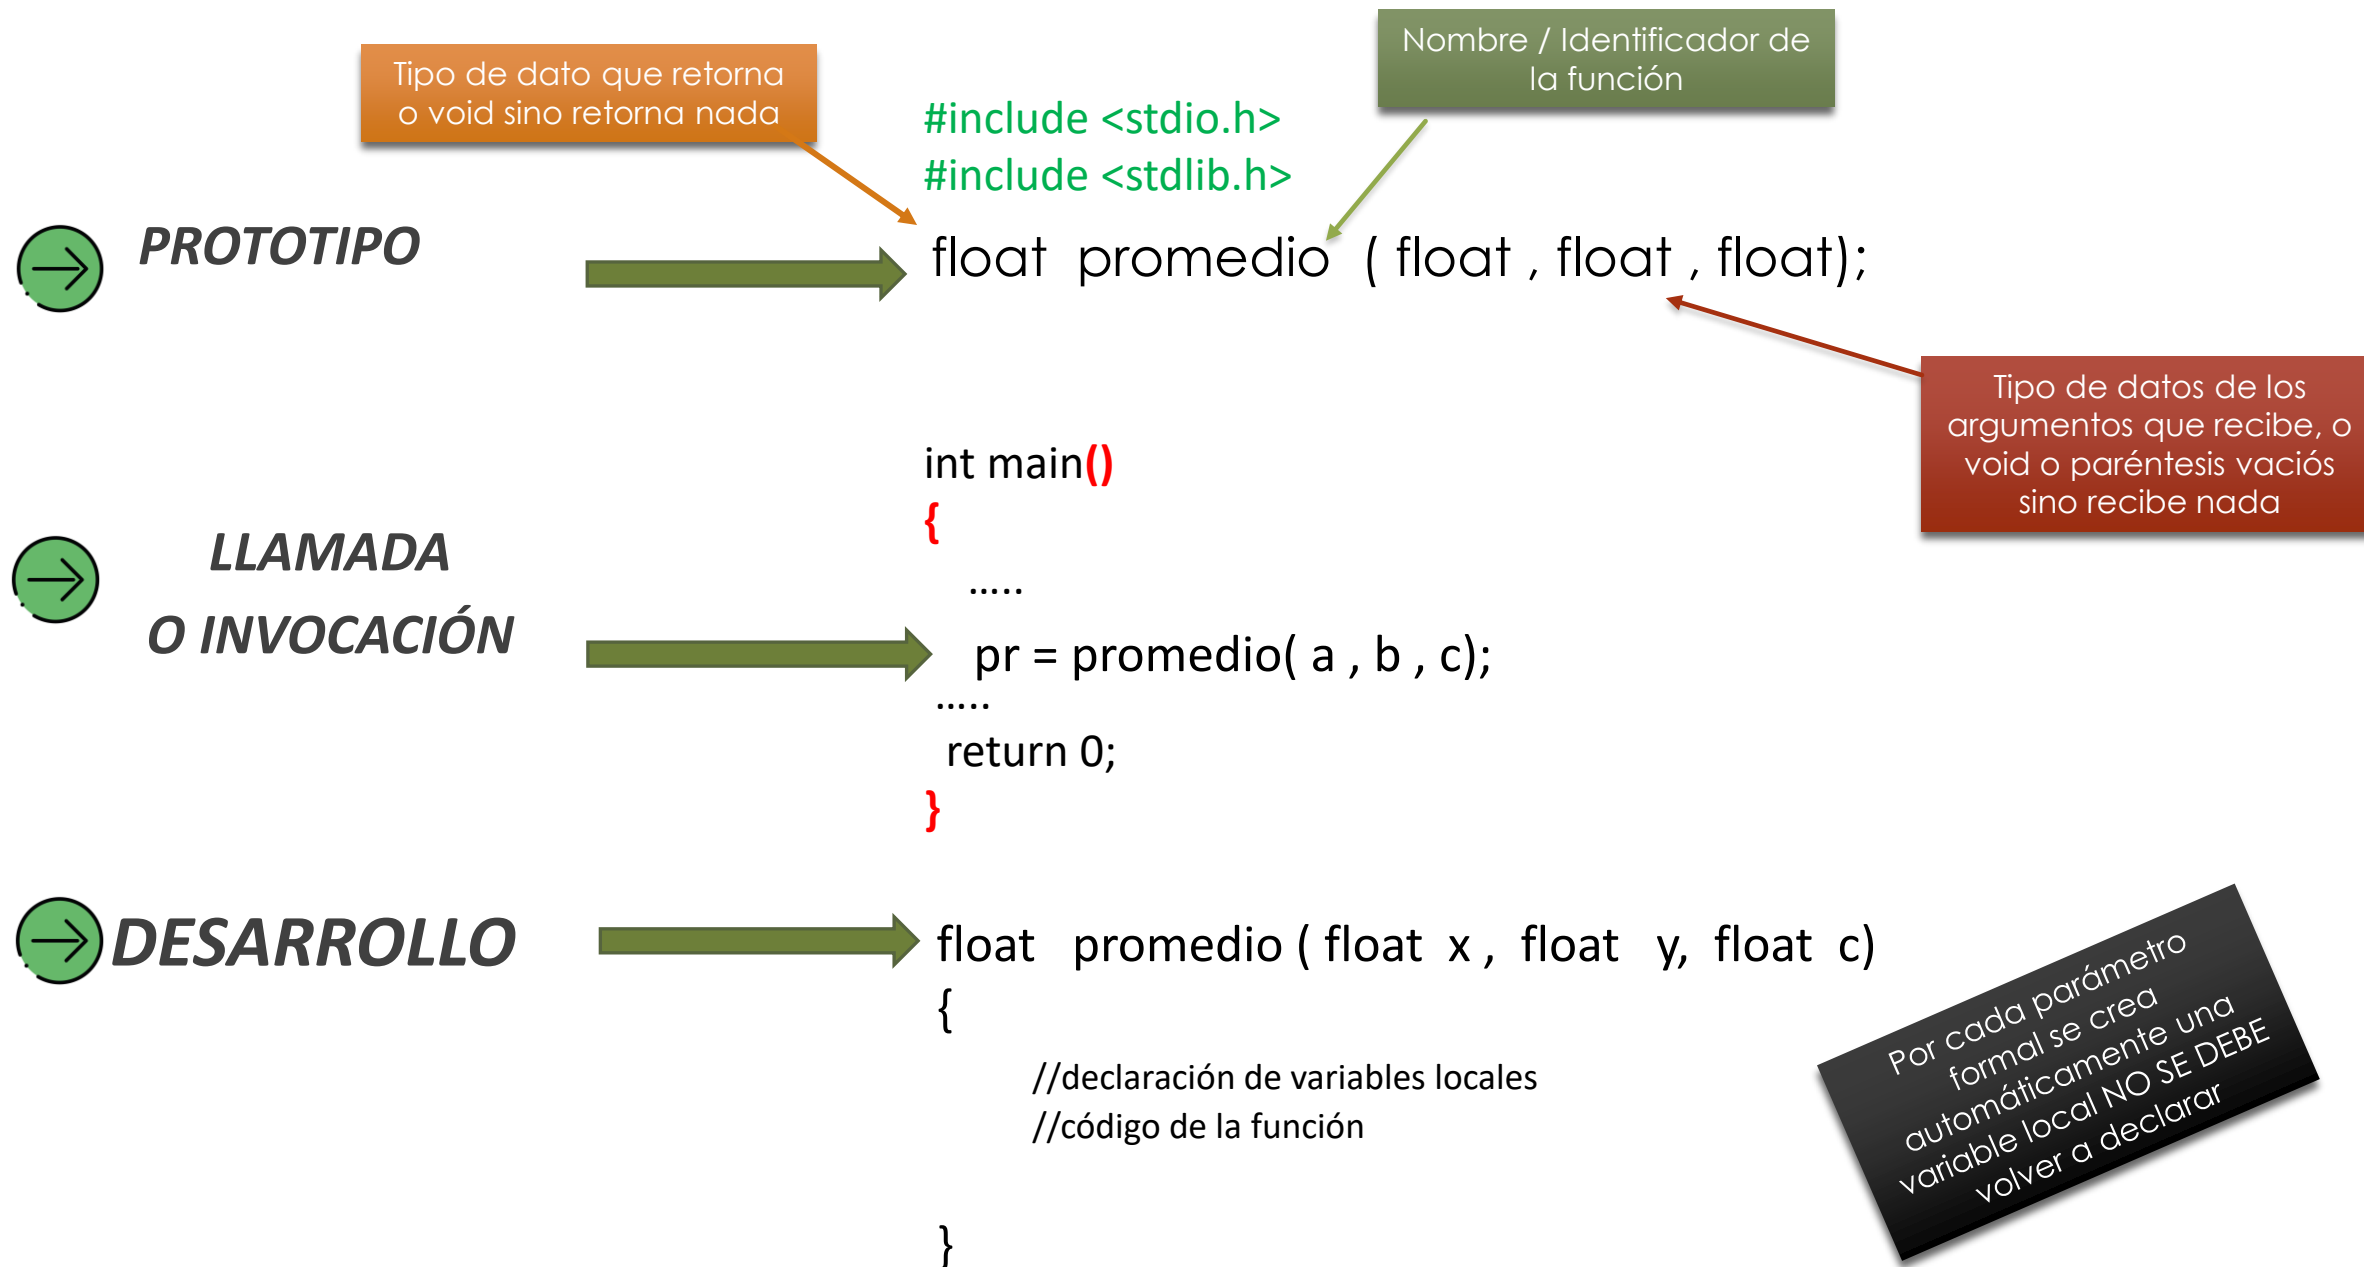 Tipo de dato que retorna
o void sino retorna nada
Nombre / Identificador de
la función
#include <stdio.h>
#include <stdlib.h>
PROTOTIPO
float promedio ( float , float , float);
Tipo de datos de los
argumentos que recibe, o
void o paréntesis vaciós
sino recibe nada
int main()
{
.....
LLAMADA
O INVOCACIÓN
pr = promedio( a , b , c);
.....
return 0;
}
DESARROLLO
float promedio ( float x , float y, float c)
{
//declaración de variables locales
//código de la función
}
Por cada parámetro
formal se crea
automáticamente una
variable local NO SE DEBE
volver a declarar